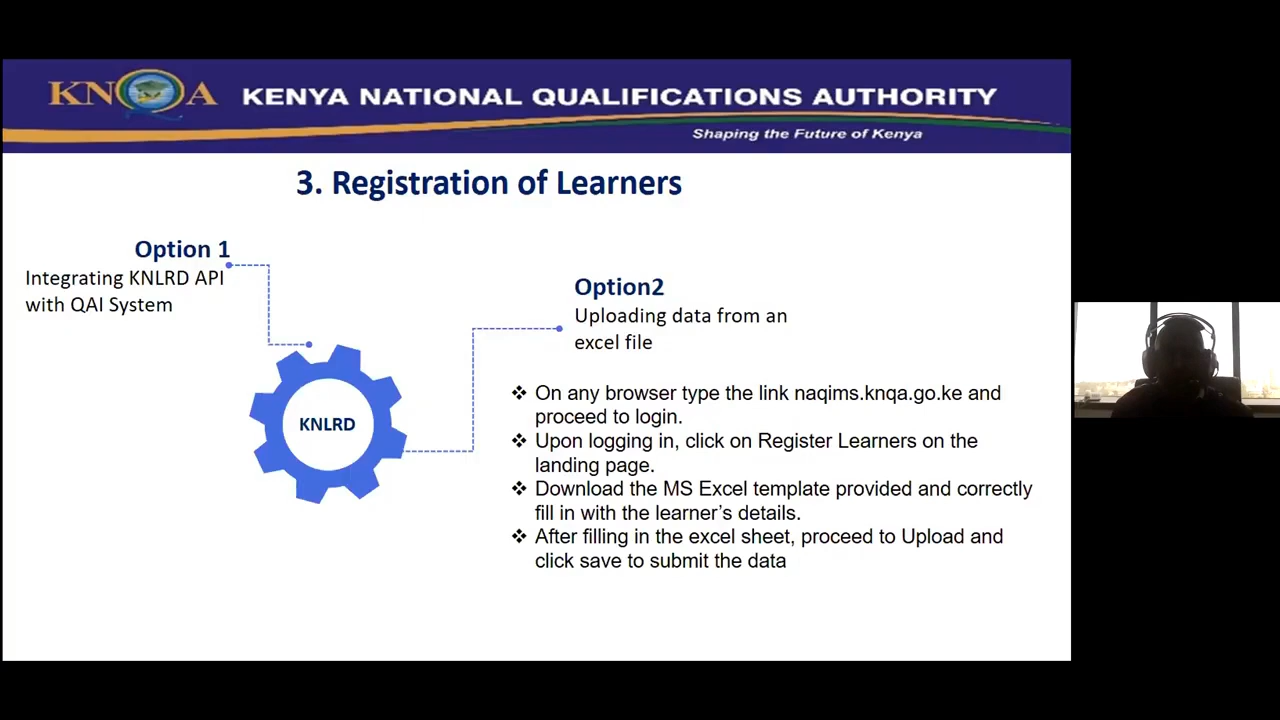 KNQA
KENYA NATIONAL QUALIFICATIONS AUTHORITY
Shaping the Future of Kenya
3. Registration of Learners
Option 1
Integrating KNLRD API
with QAI System
KNLRD
Option2
Uploading data from an
excel file
❖ On any browser type the link naqims.knqa.go.ke and
proceed to login.
❖ Upon logging in, click on Register Learners on the
landing page.
❖ Download the MS Excel template provided and correctly
fill in with the learner’s details.
❖ After filling in the excel sheet, proceed to Upload and
click save to submit the data